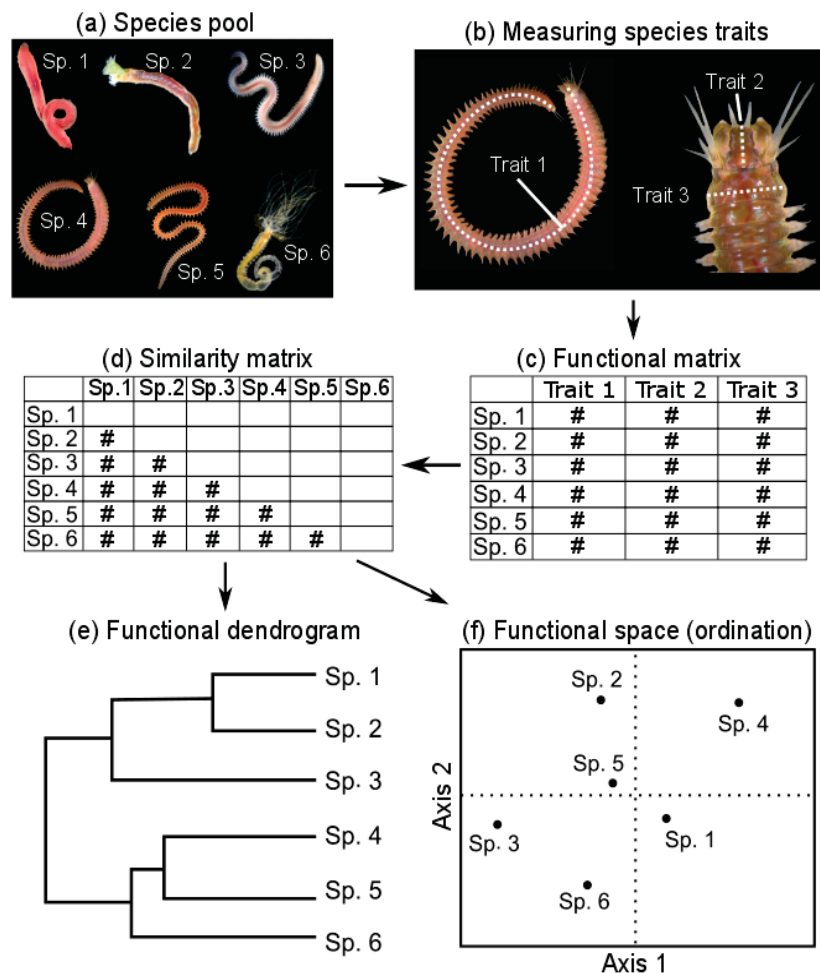 (a) Species pool
Sp. 1
Sp. 2
Sp. 3
Sp. 4
Sp. 5
Sp. 6
(b) Measuring species traits
Trait 1
Trait 2
Trait 3
(d) Similarity matrix
Sp.1 Sp.2 Sp.3 Sp.4 Sp.5 Sp.6
Sp. 1
Sp. 2 #
Sp. 3 # #
Sp. 4 # # #
Sp. 5 # # # #
Sp. 6 # # # # #
(c) Functional matrix
Trait 1 Trait 2 Trait 3
Sp. 1 # # #
Sp. 2 # # #
Sp. 3 # # #
Sp. 4 # # #
Sp. 5 # # #
Sp. 6 # # #
(e) Functional dendrogram
Sp. 1
Sp. 2
Sp. 3
Sp. 4
Sp. 5
Sp. 6
(f) Functional space (ordination)
Sp. 2
Sp. 4
Sp. 5
Sp. 3
Sp. 1
Sp. 6
Axis 2
Axis 1